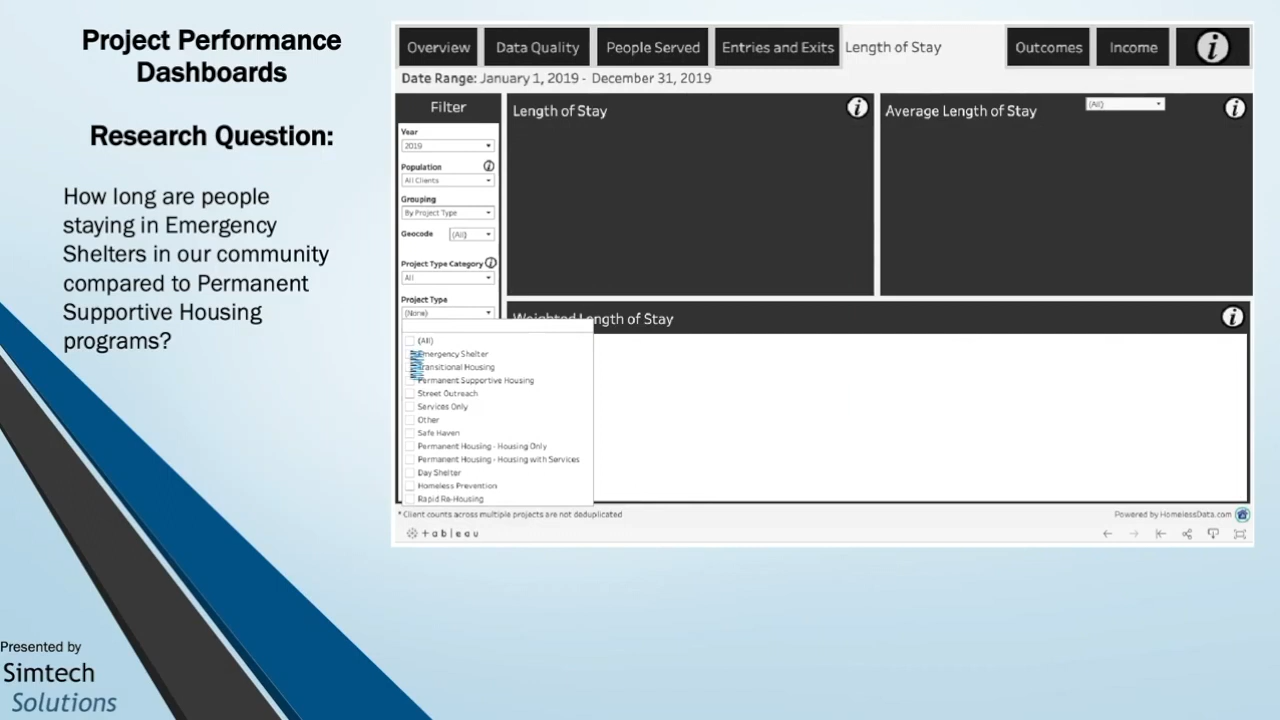 Project Performance
Dashboards
Research Question:
How long are people
staying in Emergency
Shelters in our community
compared to Permanent
Supportive Housing
programs?
Presented by
Simtech
Solutions
Overview
Data Quality
People Served
Entries and Exits
Length of Stay
Outcomes
Income
Date Range: January 1, 2019 - December 31, 2019
Filter
Year
2019
Population
All Clients
Grouping
By Project Type
Geocode (All)
Project Type Category
All
Project Type
(None)
(All)
Emergency Shelter
Transitional Housing
Permanent Supportive Housing
Street Outreach
Services Only
Other
Safe Haven
Permanent Housing - Housing Only
Permanent Housing - Housing with Services
Day Shelter
Homeless Prevention
Rapid Re-Housing
Length of Stay
Average Length of Stay
(All)
Weighted Length of Stay
* Client counts across multiple projects are not deduplicated
Powered by HomelessData.com
+ableau